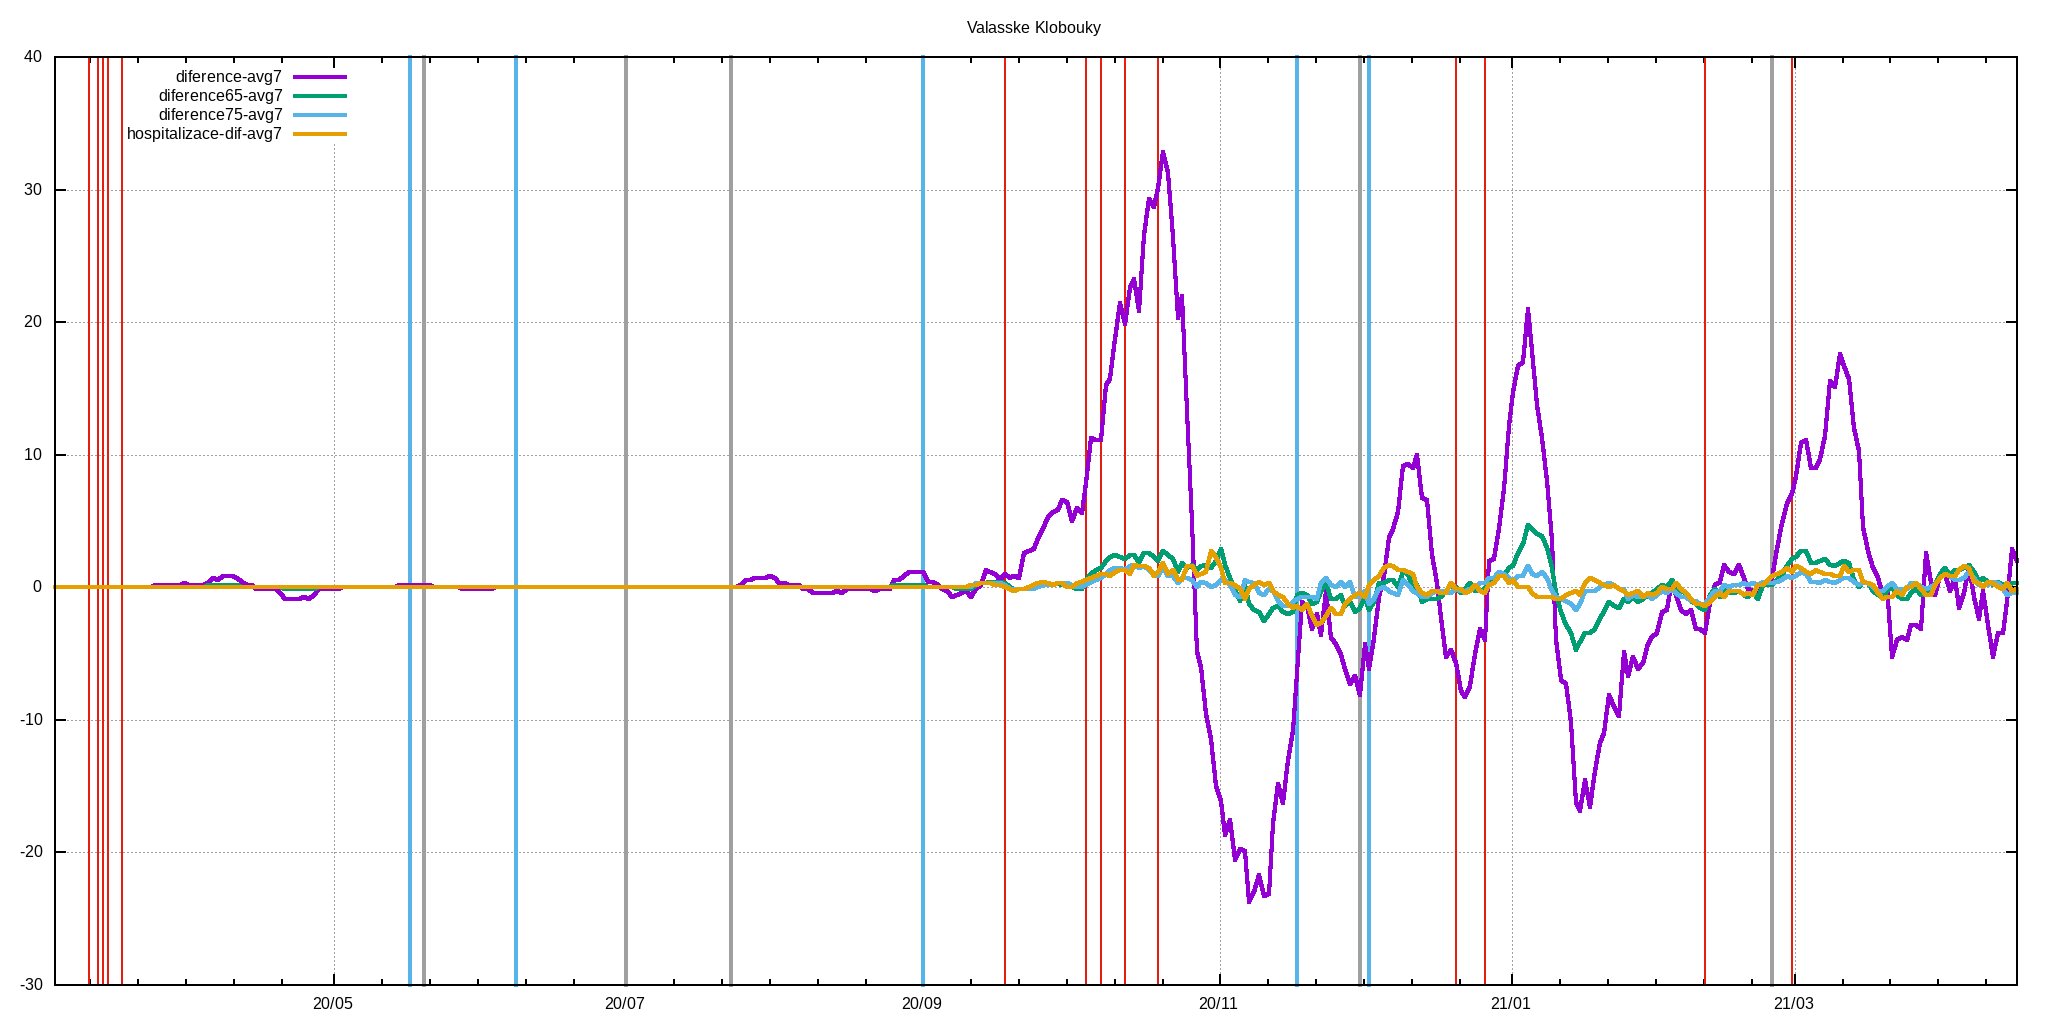 Valasske Klobouky
40
30
20
10
0
-10
-20
-30
diference-avg7
diference65-avg7
diference75-avg7
hospitalizace-dif-avg7
20/05
20/07
20/09
20/11
21/01
21/03